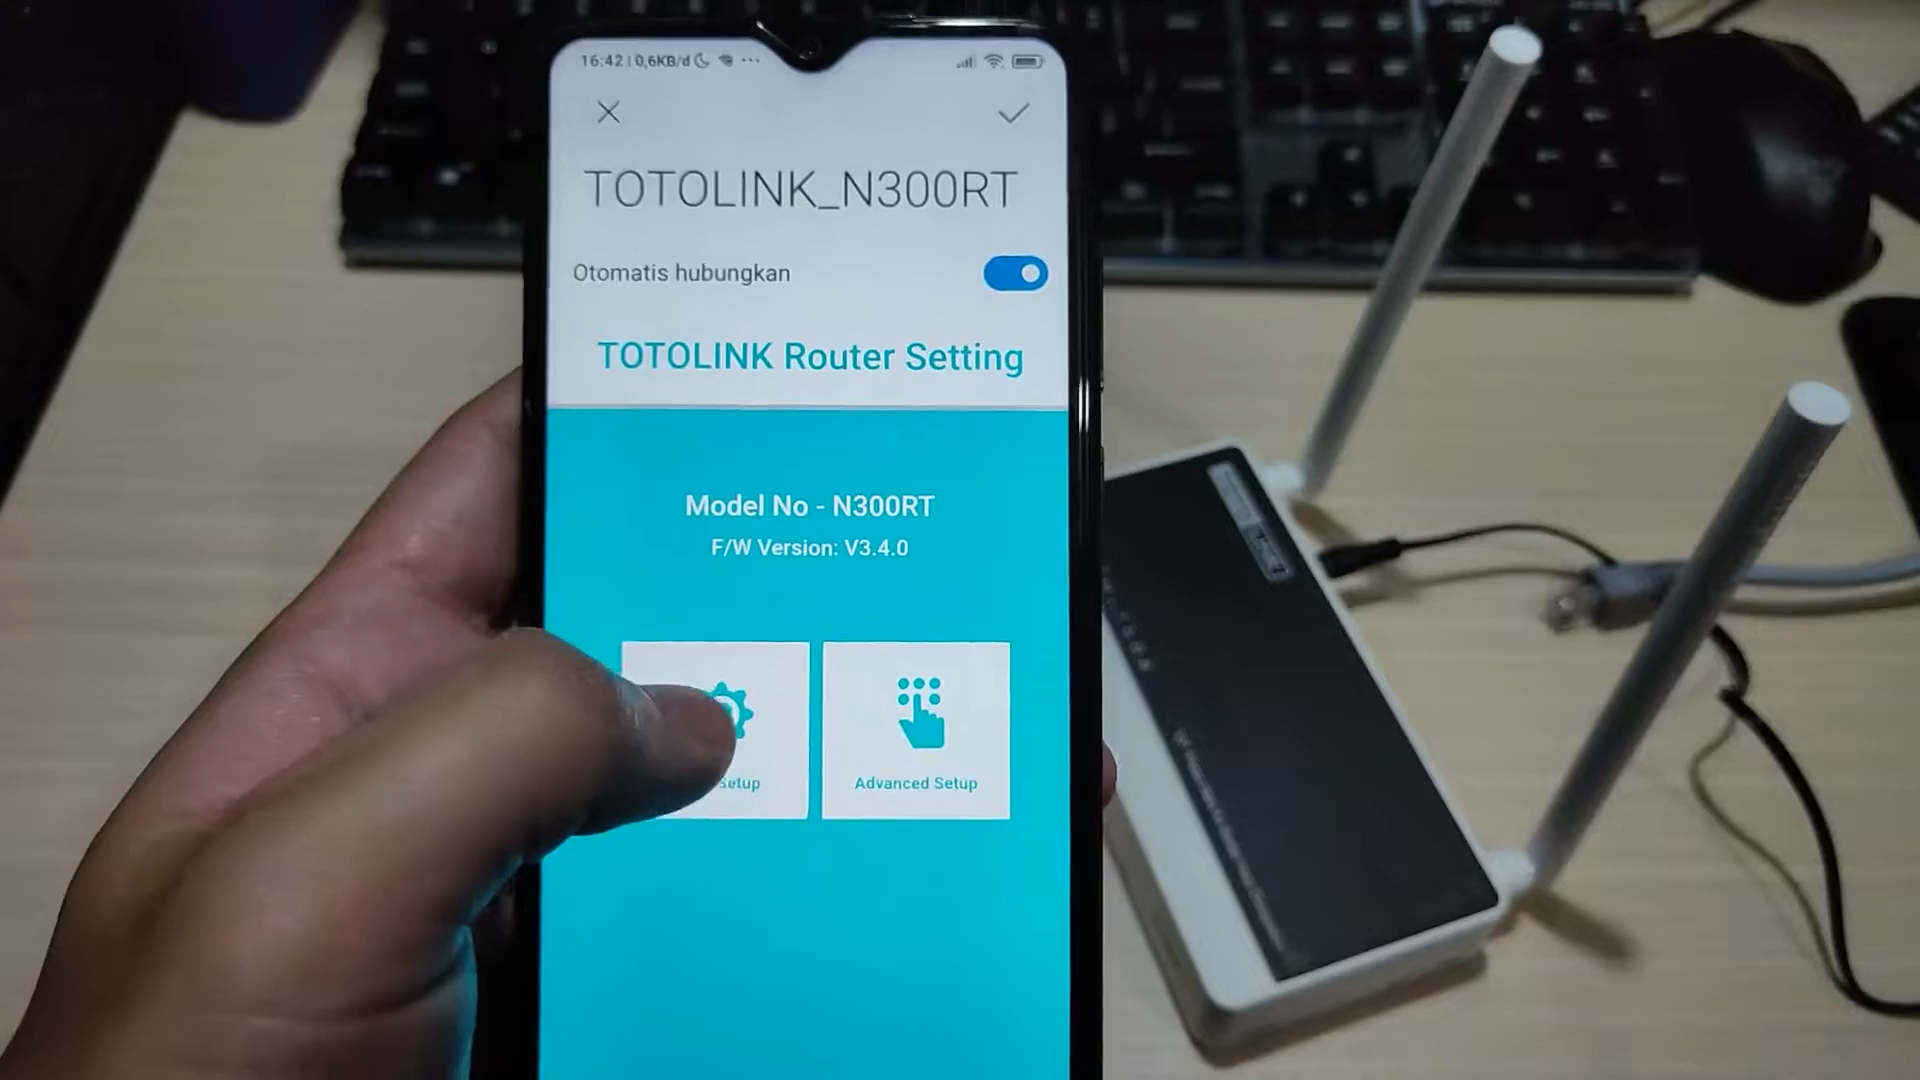 16:42 | 0,6KB/d ...
TOTOLINK_N300RT
Otomatis hubungkan
TOTOLINK Router Setting
Model No - N300RT
F/W Version: V3.4.0
Setup
Advanced Setup